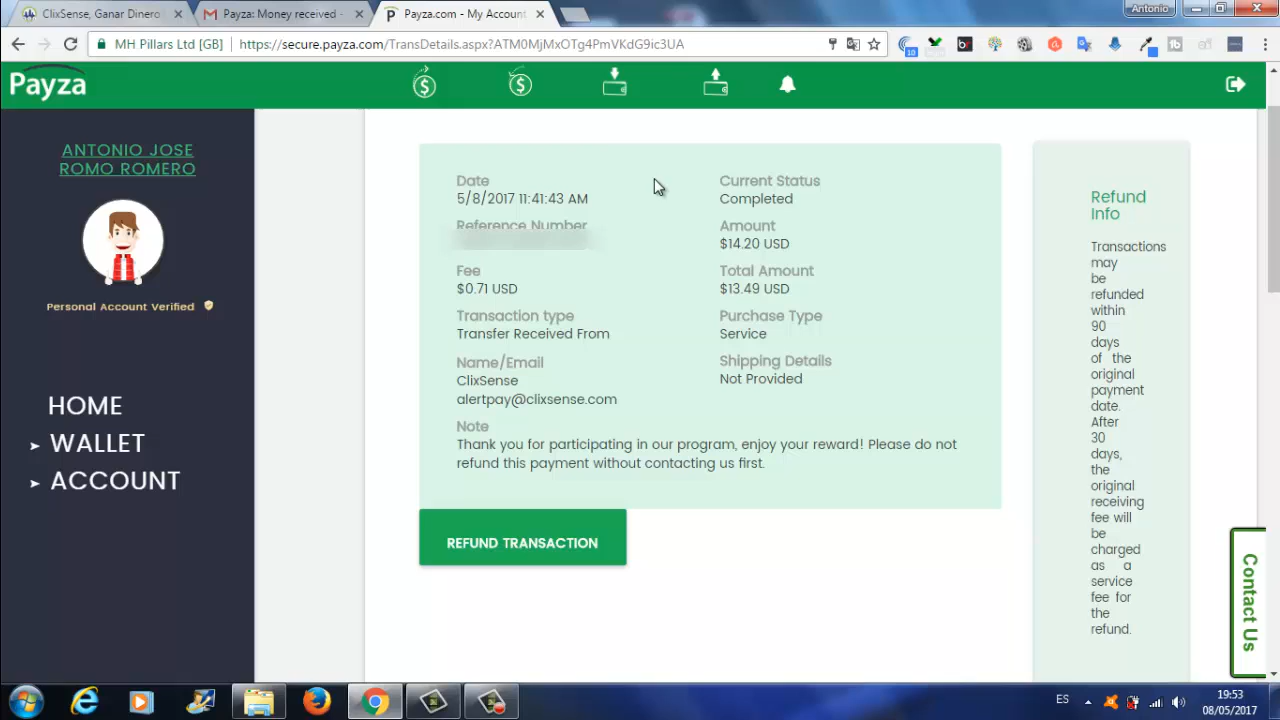 ClixSense, Ganar Dinero
Payza: Money received -
Payza.com - My Account
Antonio
MH Pillars Ltd [GB]
https://secure.payza.com/TransDetails.aspx?ATM0MjMxOTg4PmVKdG9ic3UA
10
Payza
ANTONIO JOSE
ROMO ROMERO
Personal Account Verified
HOME
WALLET
ACCOUNT
Date
5/8/2017 11:41:43 AM
Reference Number
Fee
$0.71 USD
Transaction type
Transfer Received From
Name/Email
ClixSense
alertpay@clixsense.com
Current Status
Completed
Amount
$14.20 USD
Total Amount
$13.49 USD
Purchase Type
Service
Shipping Details
Not Provided
Note
Thank you for participating in our program, enjoy your reward! Please do not
refund this payment without contacting us first.
REFUND TRANSACTION
Refund
Info
Transactions
may
be
refunded
within
90
days
of the
original
payment
date.
After
30
days,
the
original
receiving
fee will
be
charged
as a
service
fee for
the
refund.
Contact Us
ES
19:53
08/05/2017